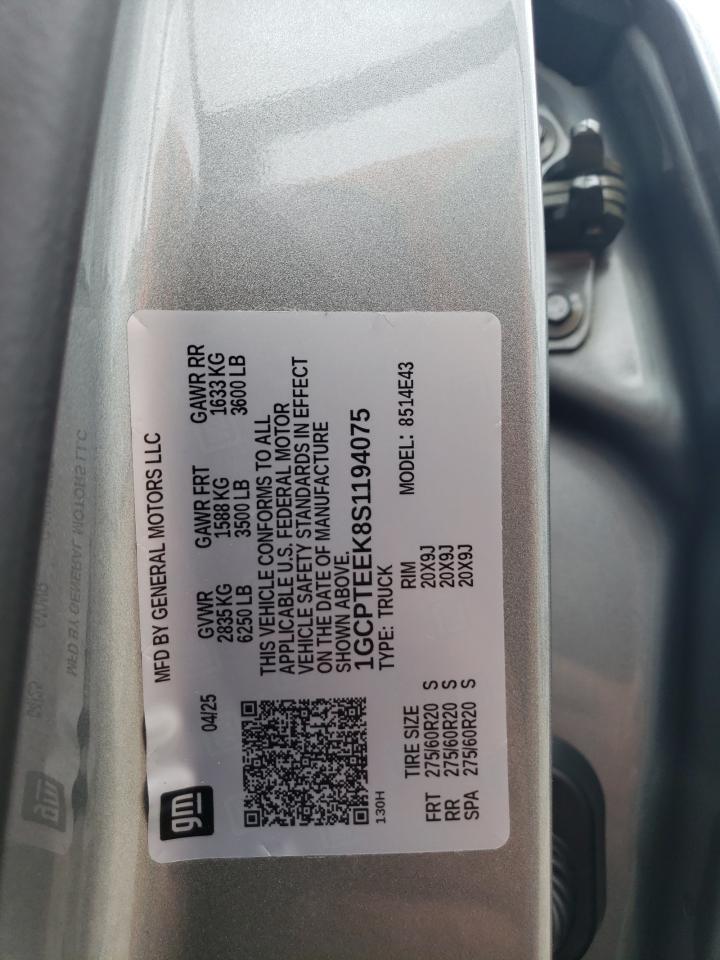 gm
MFD BY GENERAL MOTORS LLC
04/25
GVWR GAWR FRT GAWR RR
2835 KG 1588 KG 1633 KG
6250 LB 3500 LB 3600 LB
THIS VEHICLE CONFORMS TO ALL
APPLICABLE U.S. FEDERAL MOTOR
VEHICLE SAFETY STANDARDS IN EFFECT
ON THE DATE OF MANUFACTURE
SHOWN ABOVE.
1GCPTEEK8S1194075
130H
TYPE: TRUCK
MODEL: 8514E43
TIRE SIZE RIM
FRT 275/60R20 S 20X9J
RR 275/60R20 S 20X9J
SPA 275/60R20 S 20X9J